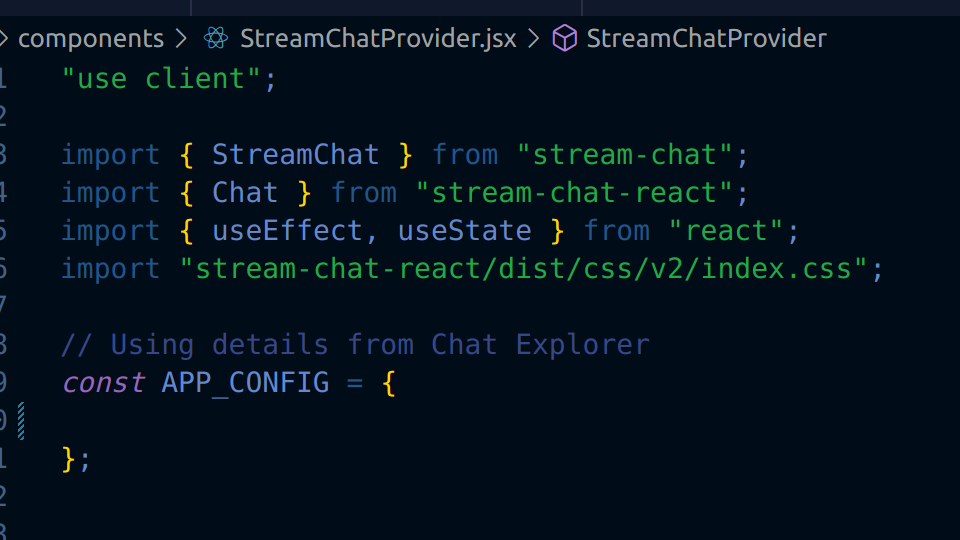 components > StreamChatProvider.jsx > StreamChatProvider
1 "use client";
2
3 import { StreamChat } from "stream-chat";
4 import { Chat } from "stream-chat-react";
5 import { useEffect, useState } from "react";
6 import "stream-chat-react/dist/css/v2/index.css";
7
8 // Using details from Chat Explorer
9 const APP_CONFIG = {
0
1 };
2
3